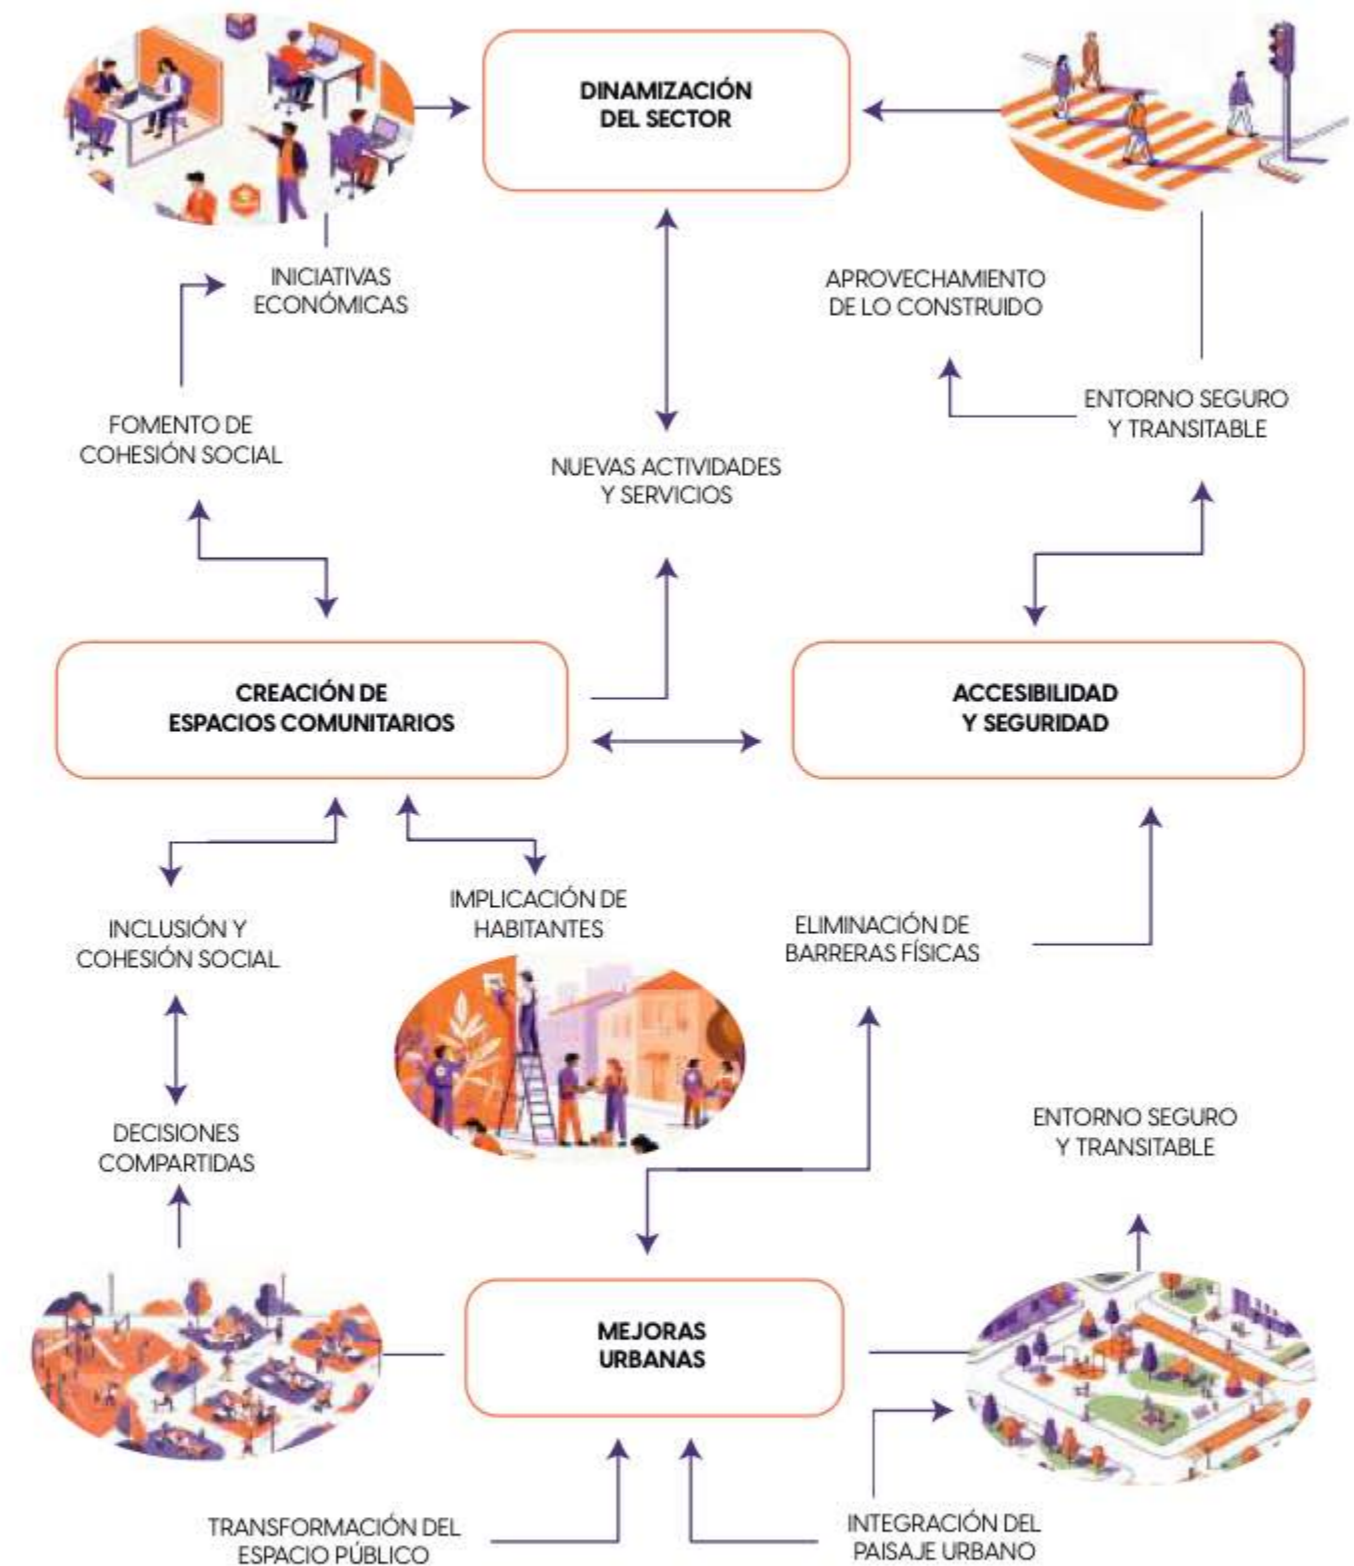 DINAMIZACIÓN
DEL SECTOR
INICIATIVAS
ECONÓMICAS
APROVECHAMIENTO
DE LO CONSTRUIDO
ENTORNO SEGURO
Y TRANSITABLE
FOMENTO DE
COHESIÓN SOCIAL
NUEVAS ACTIVIDADES
Y SERVICIOS
CREACIÓN DE
ESPACIOS COMUNITARIOS
ACCESIBILIDAD
Y SEGURIDAD
IMPLICACIÓN DE
HABITANTES
INCLUSIÓN Y
COHESIÓN SOCIAL
ELIMINACIÓN DE
BARRERAS FÍSICAS
DECISIONES
COMPARTIDAS
ENTORNO SEGURO
Y TRANSITABLE
MEJORAS
URBANAS
TRANSFORMACIÓN DEL
ESPACIO PÚBLICO
INTEGRACIÓN DEL
PAISAJE URBANO